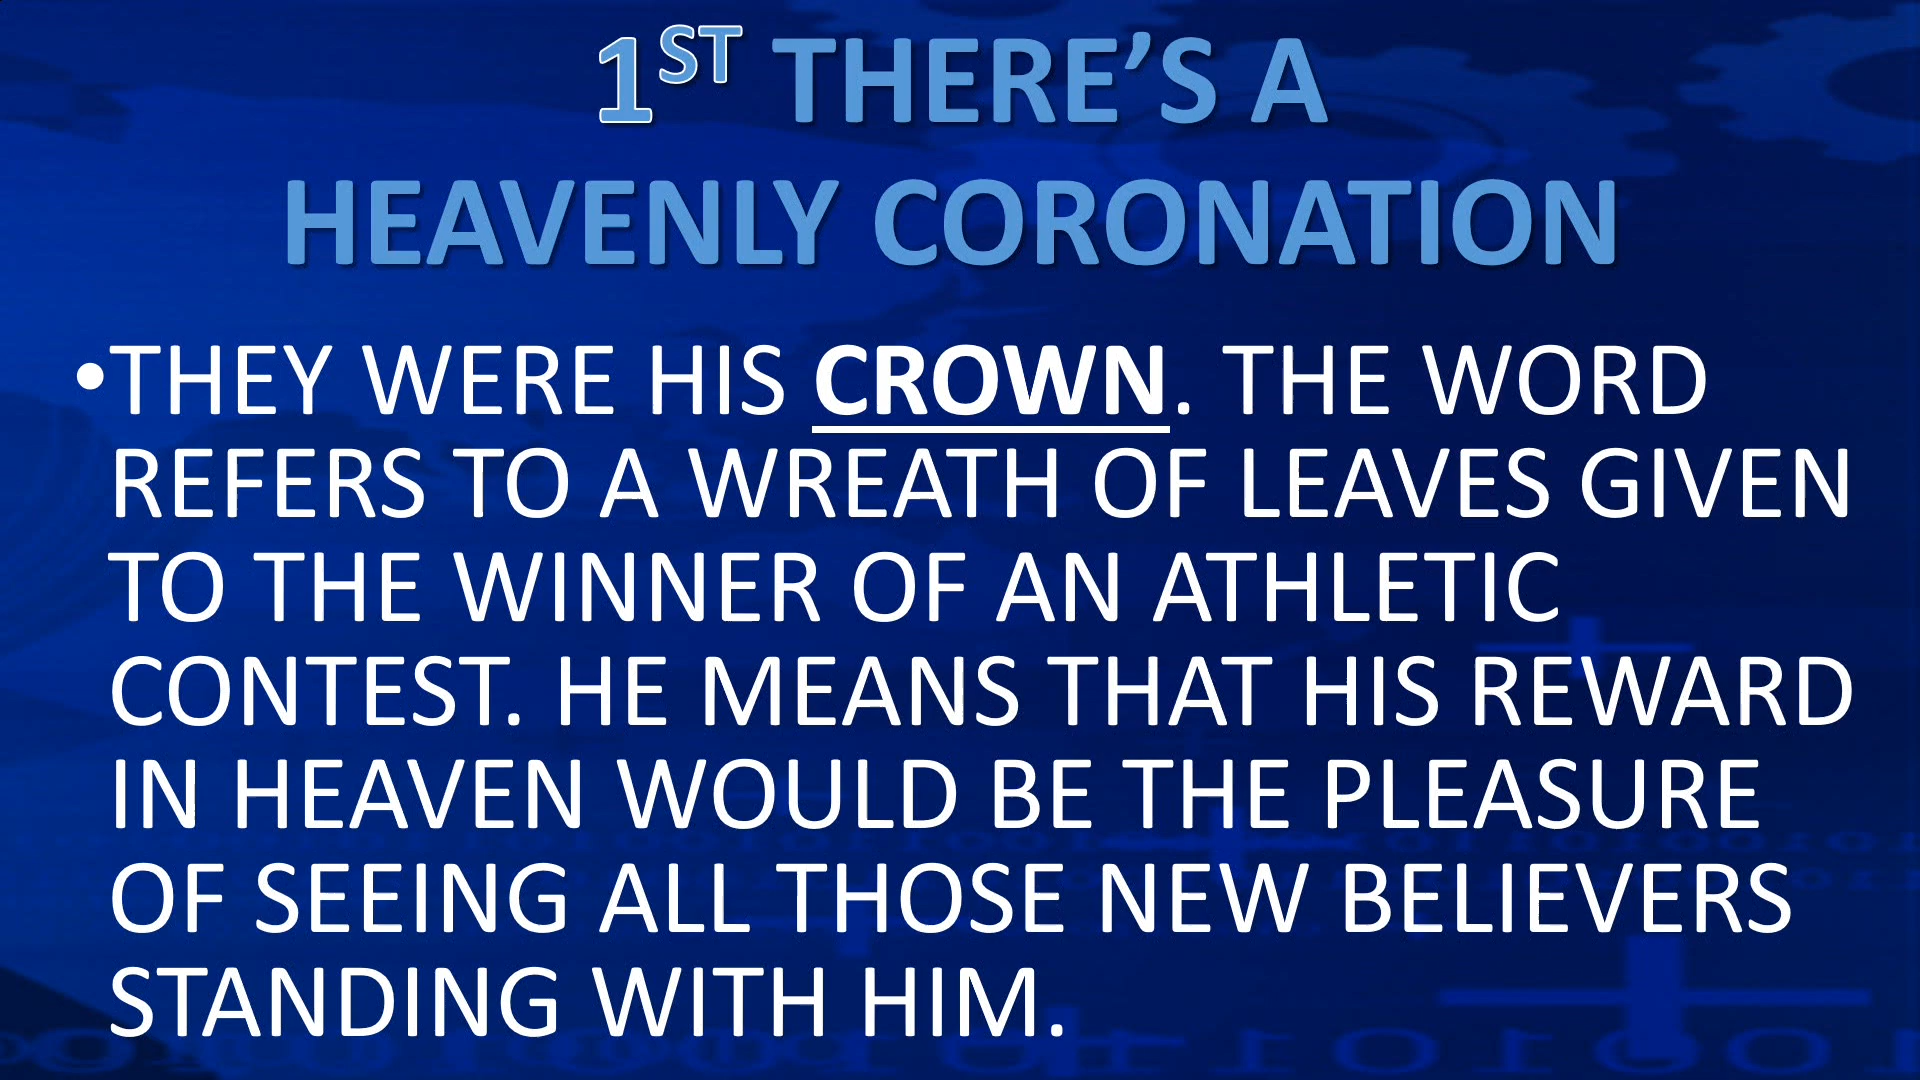 1ST THERE’S A
HEAVENLY CORONATION
•THEY WERE HIS CROWN. THE WORD
REFERS TO A WREATH OF LEAVES GIVEN
TO THE WINNER OF AN ATHLETIC
CONTEST. HE MEANS THAT HIS REWARD
IN HEAVEN WOULD BE THE PLEASURE
OF SEEING ALL THOSE NEW BELIEVERS
STANDING WITH HIM.